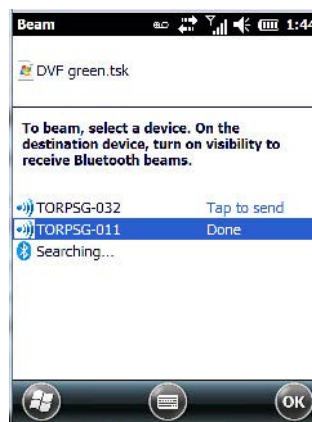 Beam 1:44
DVF green.tsk
To beam, select a device. On the
destination device, turn on visibility to
receive Bluetooth beams.
TORPSG-032 Tap to send
TORPSG-011 Done
Searching...
OK